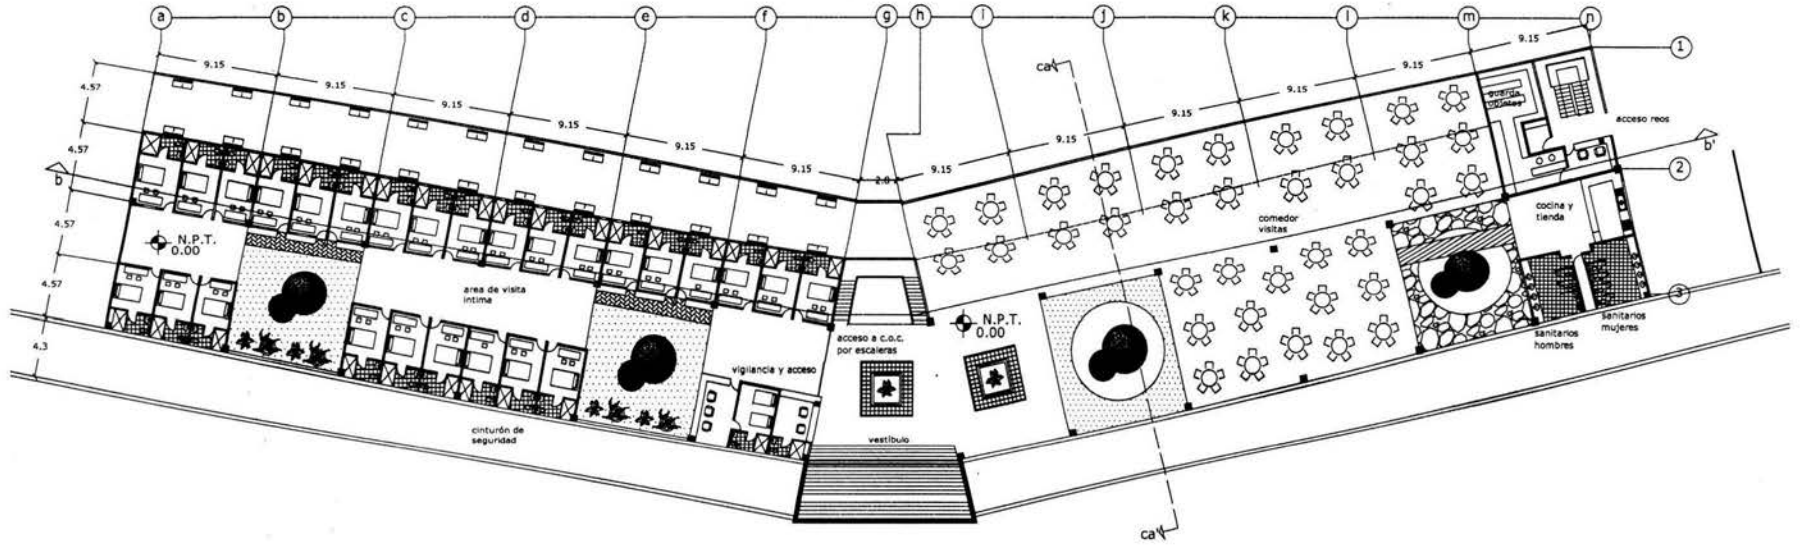 a b c d e f g h i j k l m n
1
9.15
9.15
9.15
9.15
9.15
9.15
2.8
9.15
9.15
9.15
9.15
9.15
9.15
ca'
4.57
4.57
4.57
4.57
4.3
b
guarda
objetos
acceso reos
b'
2
N.P.T.
0.00
area de visita
intima
comedor
visitas
cocina y
tienda
3
N.P.T.
0.00
acceso a c.o.c.
por escaleras
vigilancia y acceso
sanitarios
hombres
sanitarios
mujeres
cinturón de
seguridad
vestíbulo
ca'